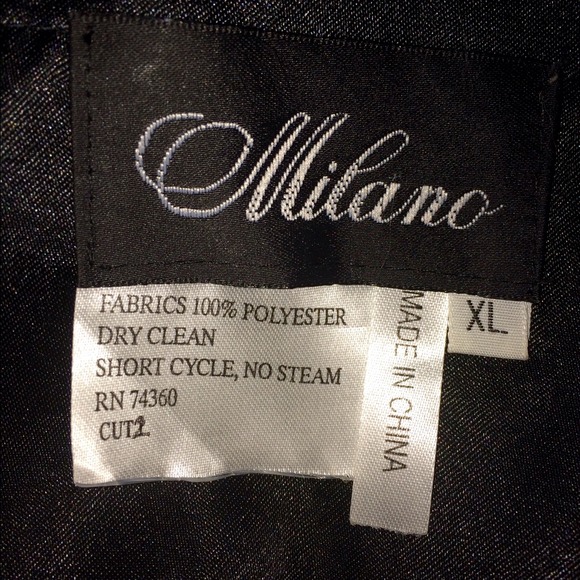 Milano
FABRICS 100% POLYESTER
DRY CLEAN
SHORT CYCLE, NO STEAM
RN 74360
CUT2
MADE IN CHINA
XL